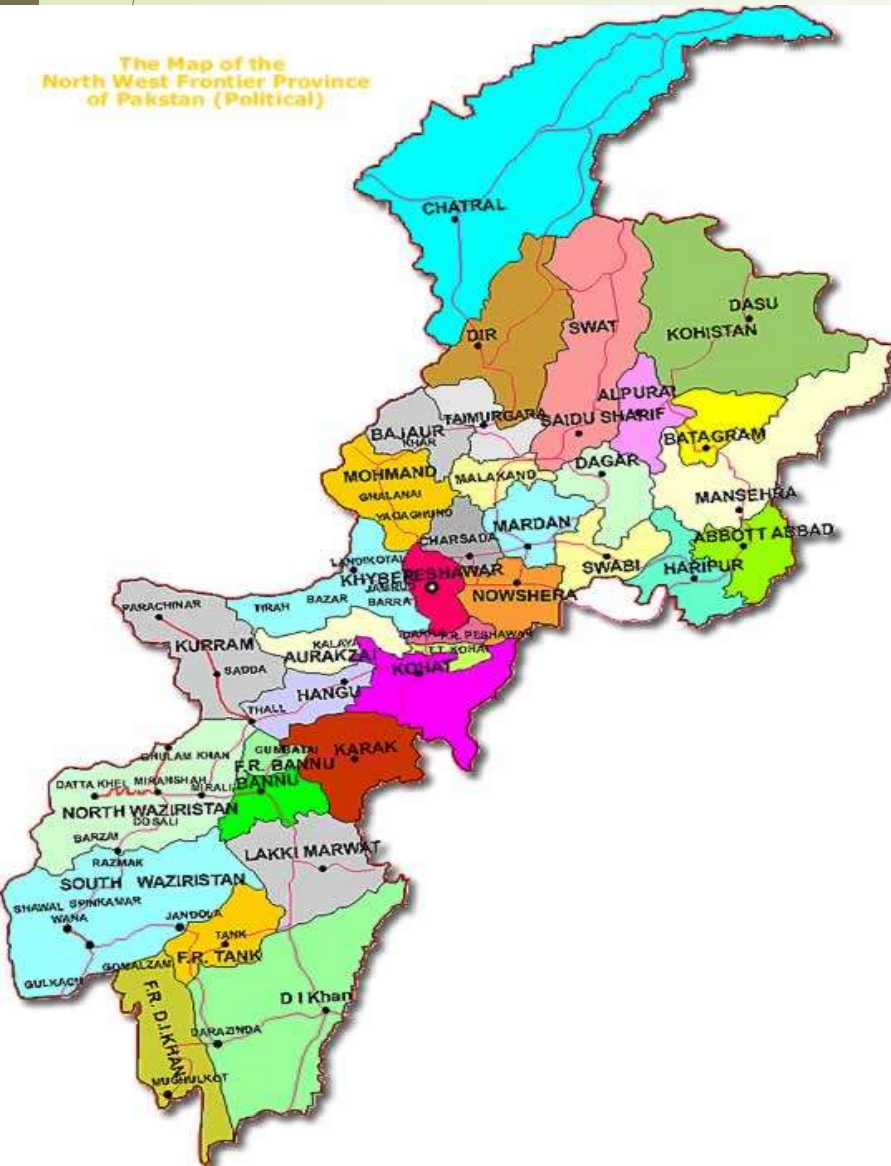 The Map of the
North West Frontier Province
of Pakstan (Political)
CHATRAL
DASU
KOHISTAN
DIR
SWAT
ALPURAI
TAIMURGARA
SAIDU SHARIF
BAJAUR
KHAR
BATAGRAM
MOHMAND
MALAKAND
DAGAR
GHALANAI
YADAGHUND
MANSEHRA
CHARSADA
MARDAN
ABBOTT ABBAD
LANDIKOTAL
KHYBER
PESHAWAR
SWABI
HARIPUR
JAMRUD
NOWSHERA
PARACHINAR
TIRAH
BAZAR
BARRA
DARRA
F.R. PESHAWAR
KURRAM
KALAYA
AURAKZAI
F.T. KOHAT
KOHAT
SADDA
HANGU
THALL
GHULAM KHAN
GUMBATAI
KARAK
F.R. BANNU
BANNU
DATTA KHEL
MIRANSHAH
MIRALI
NORTH WAZIRISTAN
DOSALI
BARZAI
RAZMAK
LAKKI MARWAT
SOUTH WAZIRISTAN
SHAWAL
SPINKAMAR
WANA
JANDOLA
TANK
F.R. TANK
GOMALZAM
GULKACH
F.R. D.I.KHAN
D I Khan
DARAZINDA
MUGHULKOT